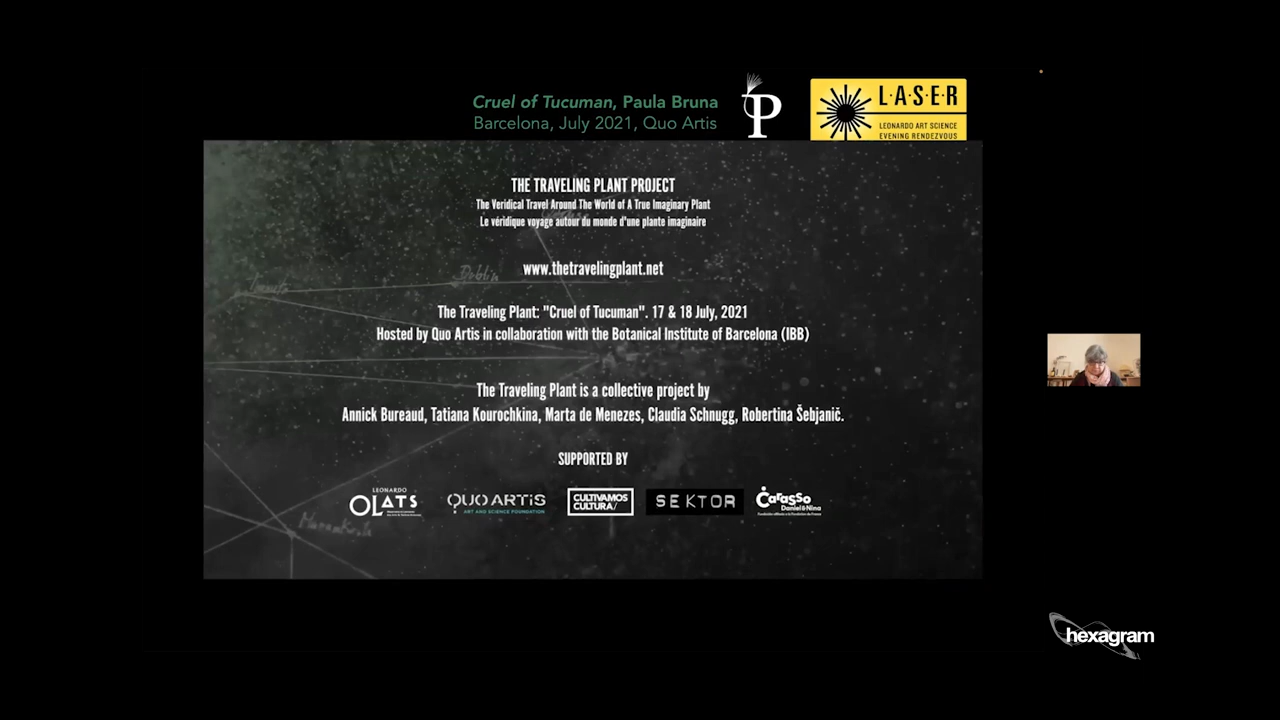 Cruel of Tucuman, Paula Bruna
Barcelona, July 2021, Quo Artis
P
L·A·S·E·R
LEONARDO ART SCIENCE
EVENING RENDEZVOUS
THE TRAVELING PLANT PROJECT
The Veridical Travel Around The World of A True Imaginary Plant
Le véridique voyage autour du monde d'une plante imaginaire
www.thetravelingplant.net
Dublin
The Traveling Plant: "Cruel of Tucuman". 17 & 18 July, 2021
Hosted by Quo Artis in collaboration with the Botanical Institute of Barcelona (IBB)
The Traveling Plant is a collective project by
Annick Bureaud, Tatiana Kourochkina, Marta de Menezes, Claudia Schnugg, Robertina Šebjanič.
SUPPORTED BY
LEONARDO
OLATS
QUO ARTIS
ART AND SCIENCE FOUNDATION
CULTIVAMOS
CULTURA/
SEKTOR
Carasso
Daniel & Nina
hexagram